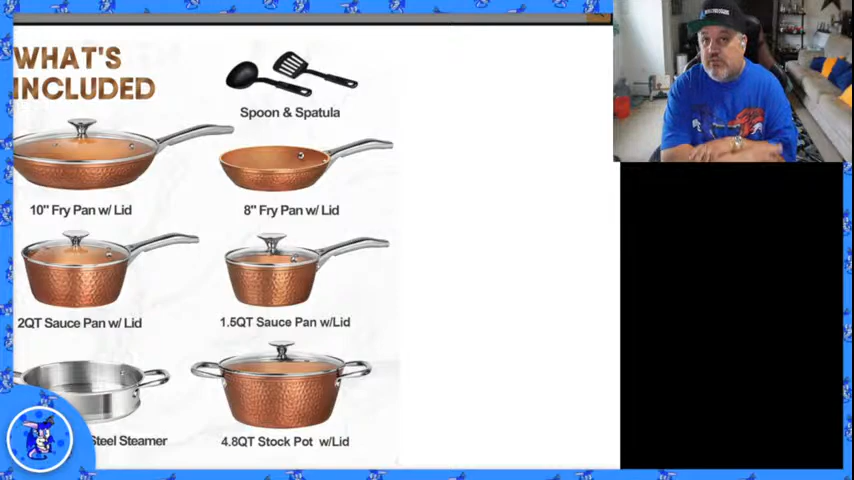 WHAT'S
INCLUDED
Spoon & Spatula
10" Fry Pan w/ Lid
8" Fry Pan w/ Lid
2QT Sauce Pan w/ Lid
1.5QT Sauce Pan w/Lid
Steel Steamer
4.8QT Stock Pot w/Lid